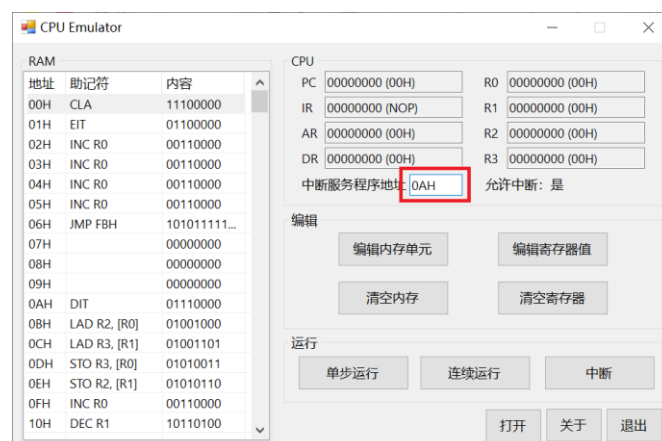 CPU Emulator
RAM
地址 助记符 内容
00H CLA 11100000
01H EIT 01100000
02H INC R0 00110000
03H INC R0 00110000
04H INC R0 00110000
05H INC R0 00110000
06H JMP FBH 101011111...
07H 00000000
08H 00000000
09H 00000000
0AH DIT 01110000
0BH LAD R2, [R0] 01001000
0CH LAD R3, [R1] 01001101
0DH STO R3, [R0] 01010011
0EH STO R2, [R1] 01010110
0FH INC R0 00110000
10H DEC R1 10110100
CPU
PC 00000000 (00H) R0 00000000 (00H)
IR 00000000 (NOP) R1 00000000 (00H)
AR 00000000 (00H) R2 00000000 (00H)
DR 00000000 (00H) R3 00000000 (00H)
中断服务程序地址 0AH 允许中断：是
编辑
编辑内存单元 编辑寄存器值
清空内存 清空寄存器
运行
单步运行 连续运行 中断
打开 关于 退出